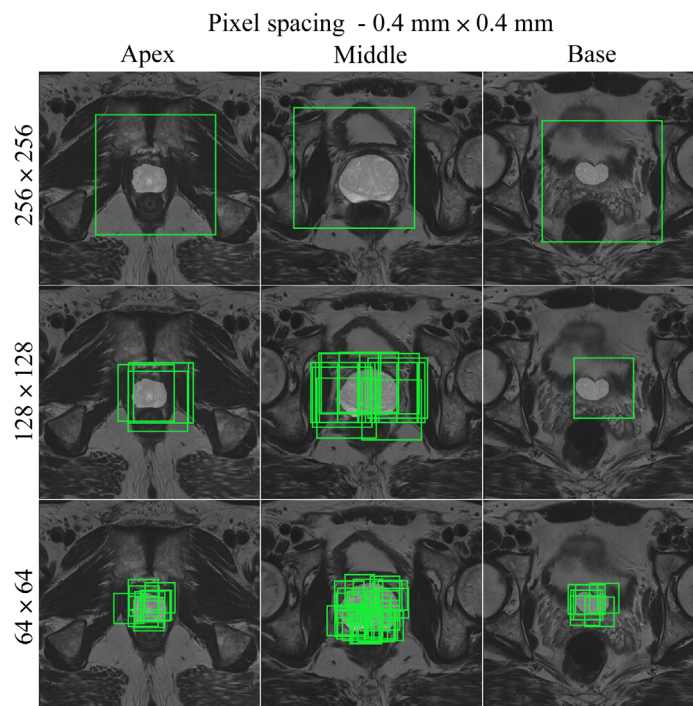 Pixel spacing - 0.4 mm × 0.4 mm
Apex Middle Base
256 × 256
128 × 128
64 × 64